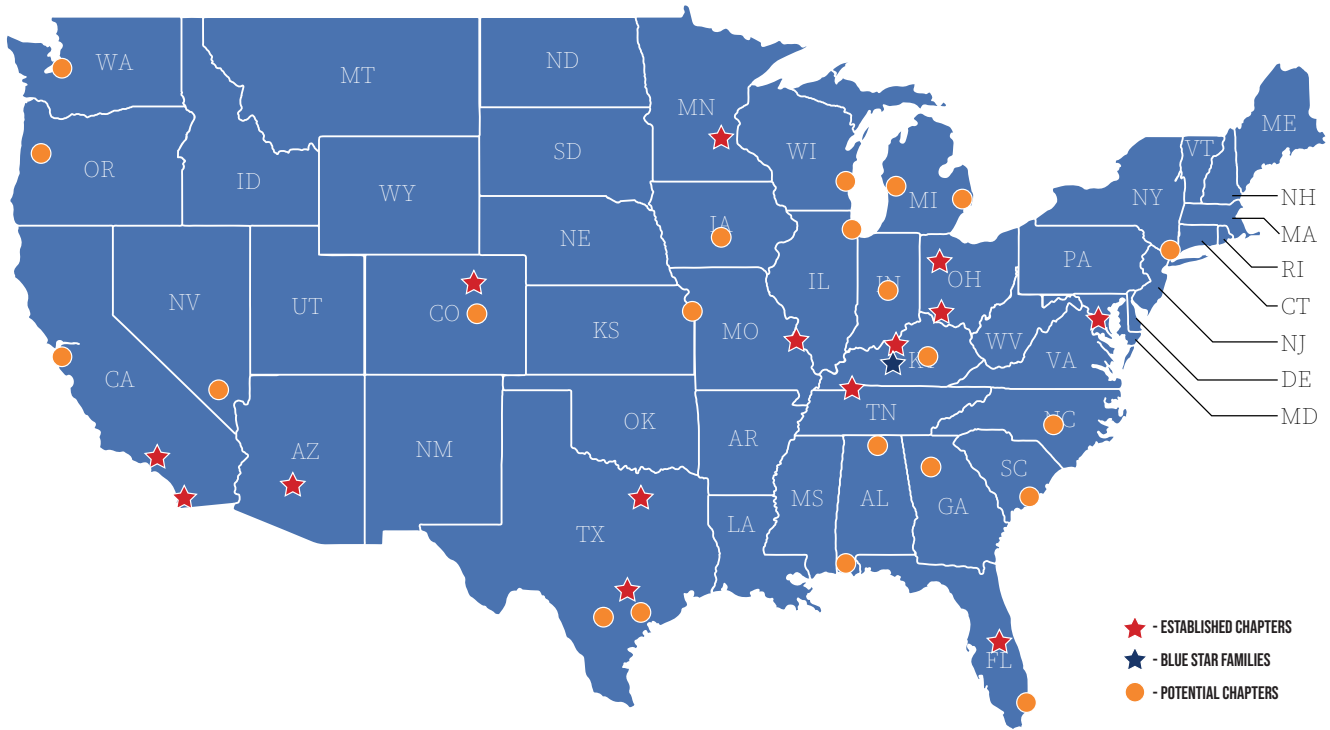 WA
MT
ND
MN
ME
VT
WI
SD
OR
ID
WY
MI
NY
NH
IA
NE
MA
PA
RI
NV
UT
CO
IL
IN
OH
CT
KS
MO
WV
VA
NJ
KY
DE
CA
MD
AZ
NM
OK
AR
TN
NC
SC
MS
AL
GA
TX
LA
FL
- ESTABLISHED CHAPTERS
- BLUE STAR FAMILIES
- POTENTIAL CHAPTERS